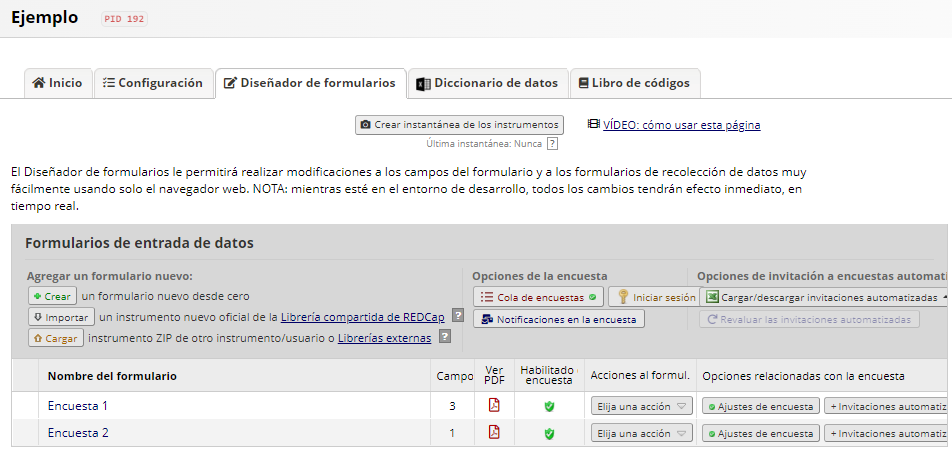 Ejemplo PID 192
Inicio Configuración Diseñador de formularios Diccionario de datos Libro de códigos
Crear instantánea de los instrumentos VÍDEO: cómo usar esta página
Última instantánea: Nunca ?
El Diseñador de formularios le permitirá realizar modificaciones a los campos del formulario y a los formularios de recolección de datos muy
fácilmente usando solo el navegador web. NOTA: mientras esté en el entorno de desarrollo, todos los cambios tendrán efecto inmediato, en
tiempo real.
Formularios de entrada de datos
Agregar un formulario nuevo: Opciones de la encuesta Opciones de invitación a encuestas automati
Crear un formulario nuevo desde cero Cola de encuestas Iniciar sesión Cargar/descargar invitaciones automatizadas
Importar un instrumento nuevo oficial de la Librería compartida de REDCap ? Notificaciones en la encuesta Revaluar las invitaciones automatizadas
Cargar instrumento ZIP de otro instrumento/usuario o Librerías externas ?
Nombre del formulario Campo Ver PDF Habilitado encuesta Acciones al formul. Opciones relacionadas con la encuesta
Encuesta 1 3 Elija una acción Ajustes de encuesta + Invitaciones automatiz
Encuesta 2 1 Elija una acción Ajustes de encuesta + Invitaciones automatiz